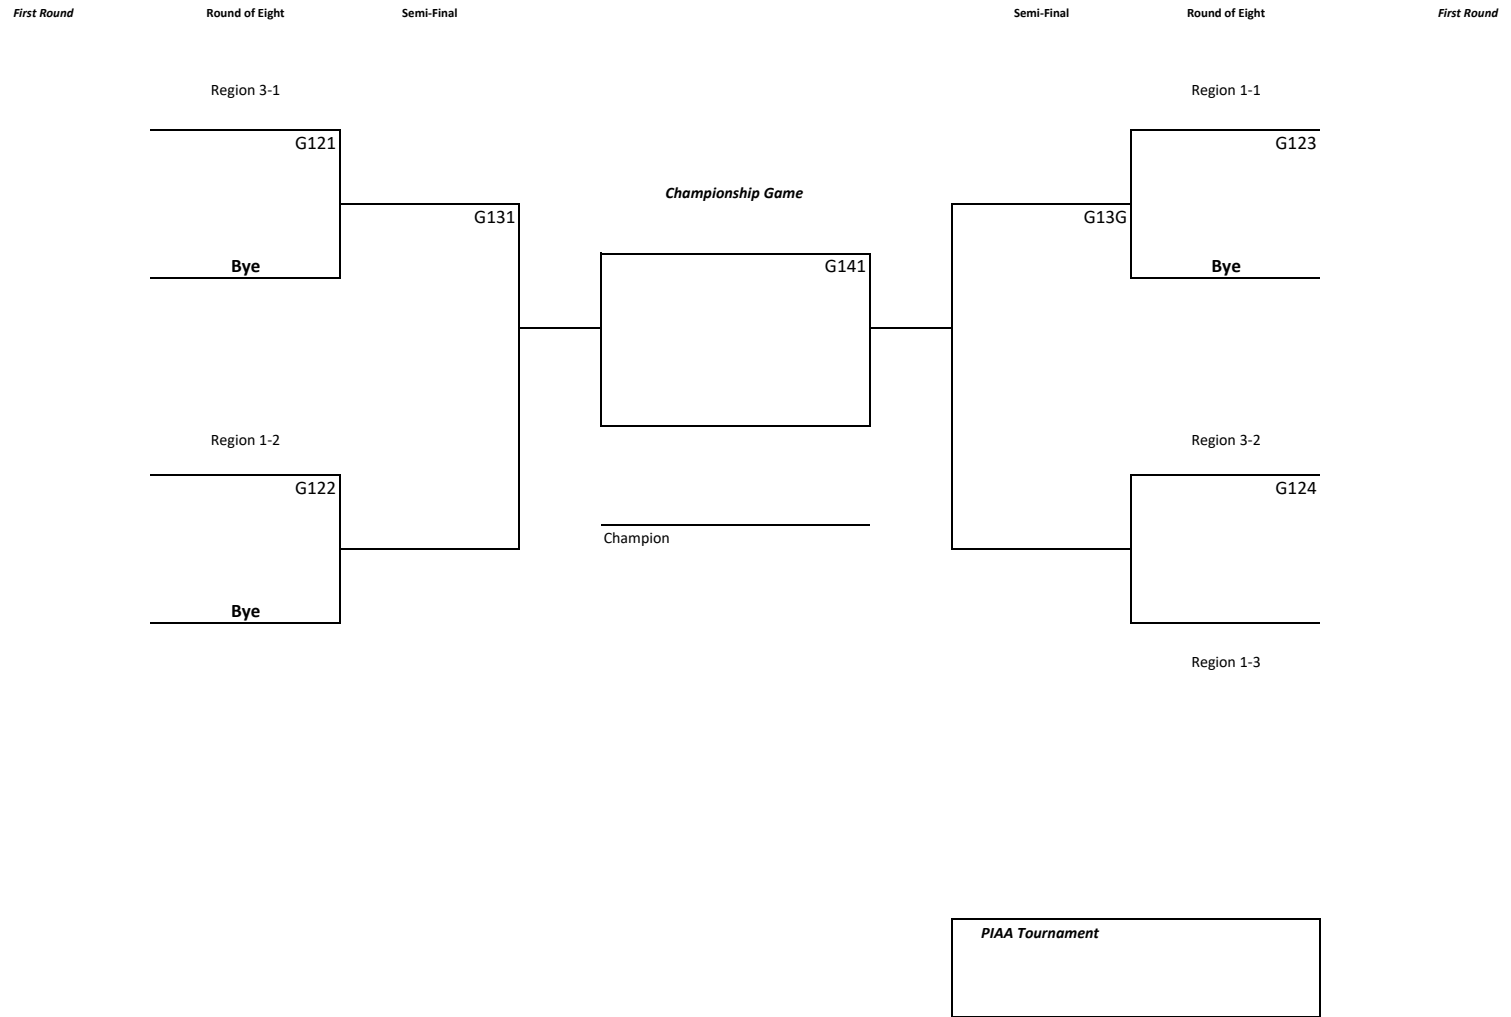 First Round Round of Eight Semi-Final Semi-Final Round of Eight First Round
Region 3-1 Region 1-1
G121 G123
Championship Game
G131 G13G
Bye G141 Bye
Region 1-2 Region 3-2
G122 G124
Champion
Bye
Region 1-3
PIAA Tournament